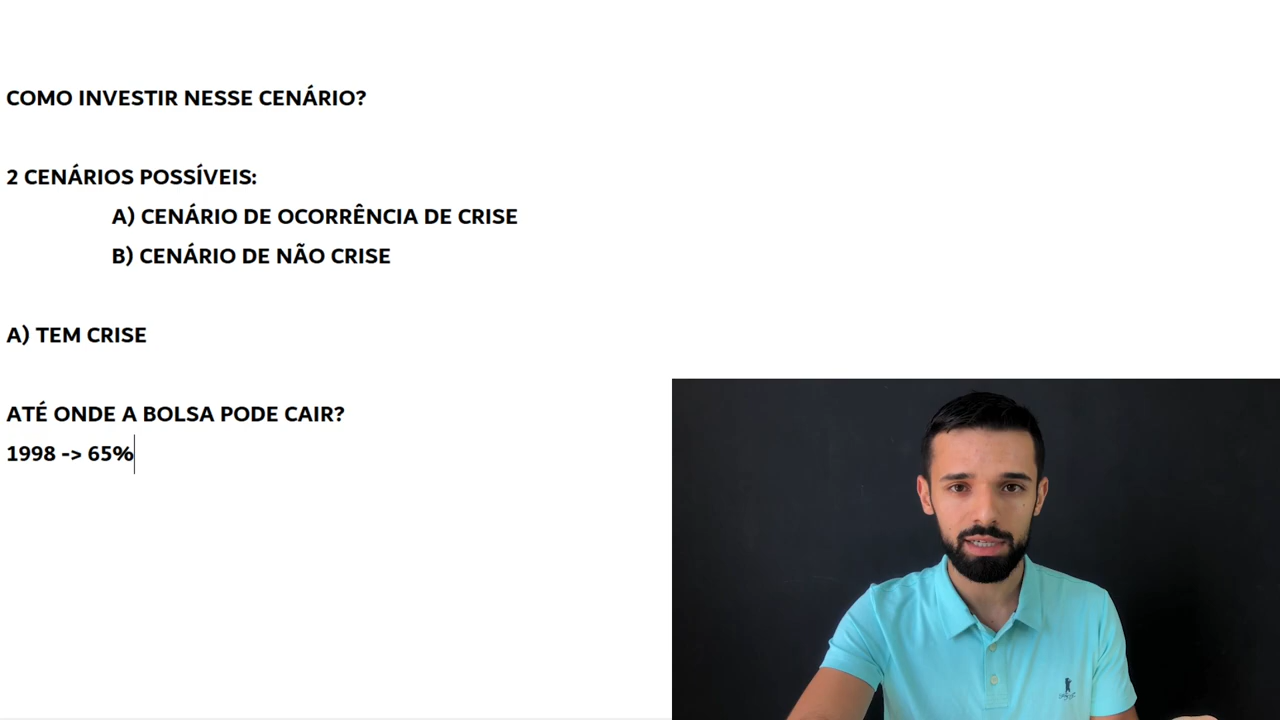 COMO INVESTIR NESSE CENÁRIO?
2 CENÁRIOS POSSÍVEIS:
A) CENÁRIO DE OCORRÊNCIA DE CRISE
B) CENÁRIO DE NÃO CRISE
A) TEM CRISE
ATÉ ONDE A BOLSA PODE CAIR?
1998 -> 65%